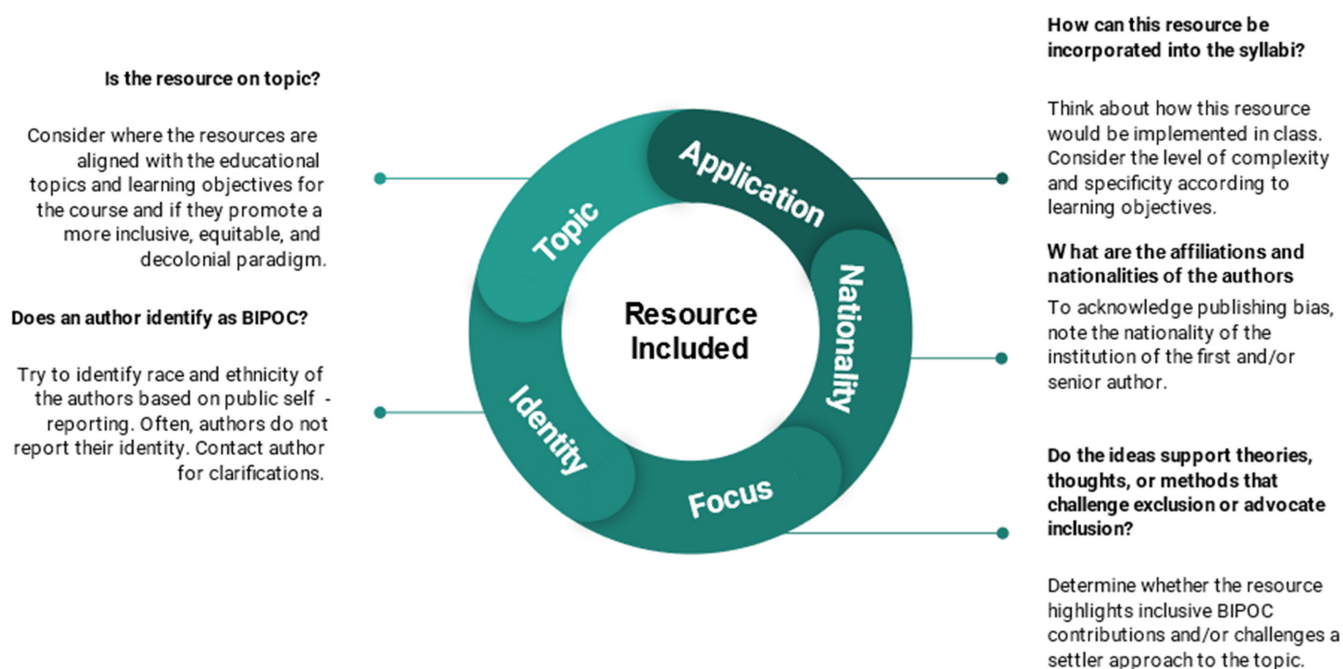 Is the resource on topic?
Consider where the resources are
aligned with the educational
topics and learning objectives for
the course and if they promote a
more inclusive, equitable, and
decolonial paradigm.
Does an author identify as BIPOC?
Try to identify race and ethnicity of
the authors based on public self -
reporting. Often, authors do not
report their identity. Contact author
for clarifications.
Topic
Identity
Application
Nationality
Focus
Resource
Included
How can this resource be
incorporated into the syllabi?
Think about how this resource
would be implemented in class.
Consider the level of complexity
and specificity according to
learning objectives.
W hat are the affiliations and
nationalities of the authors
To acknowledge publishing bias,
note the nationality of the
institution of the first and/or
senior author.
Do the ideas support theories,
thoughts, or methods that
challenge exclusion or advocate
inclusion?
Determine whether the resource
highlights inclusive BIPOC
contributions and/or challenges a
settler approach to the topic.